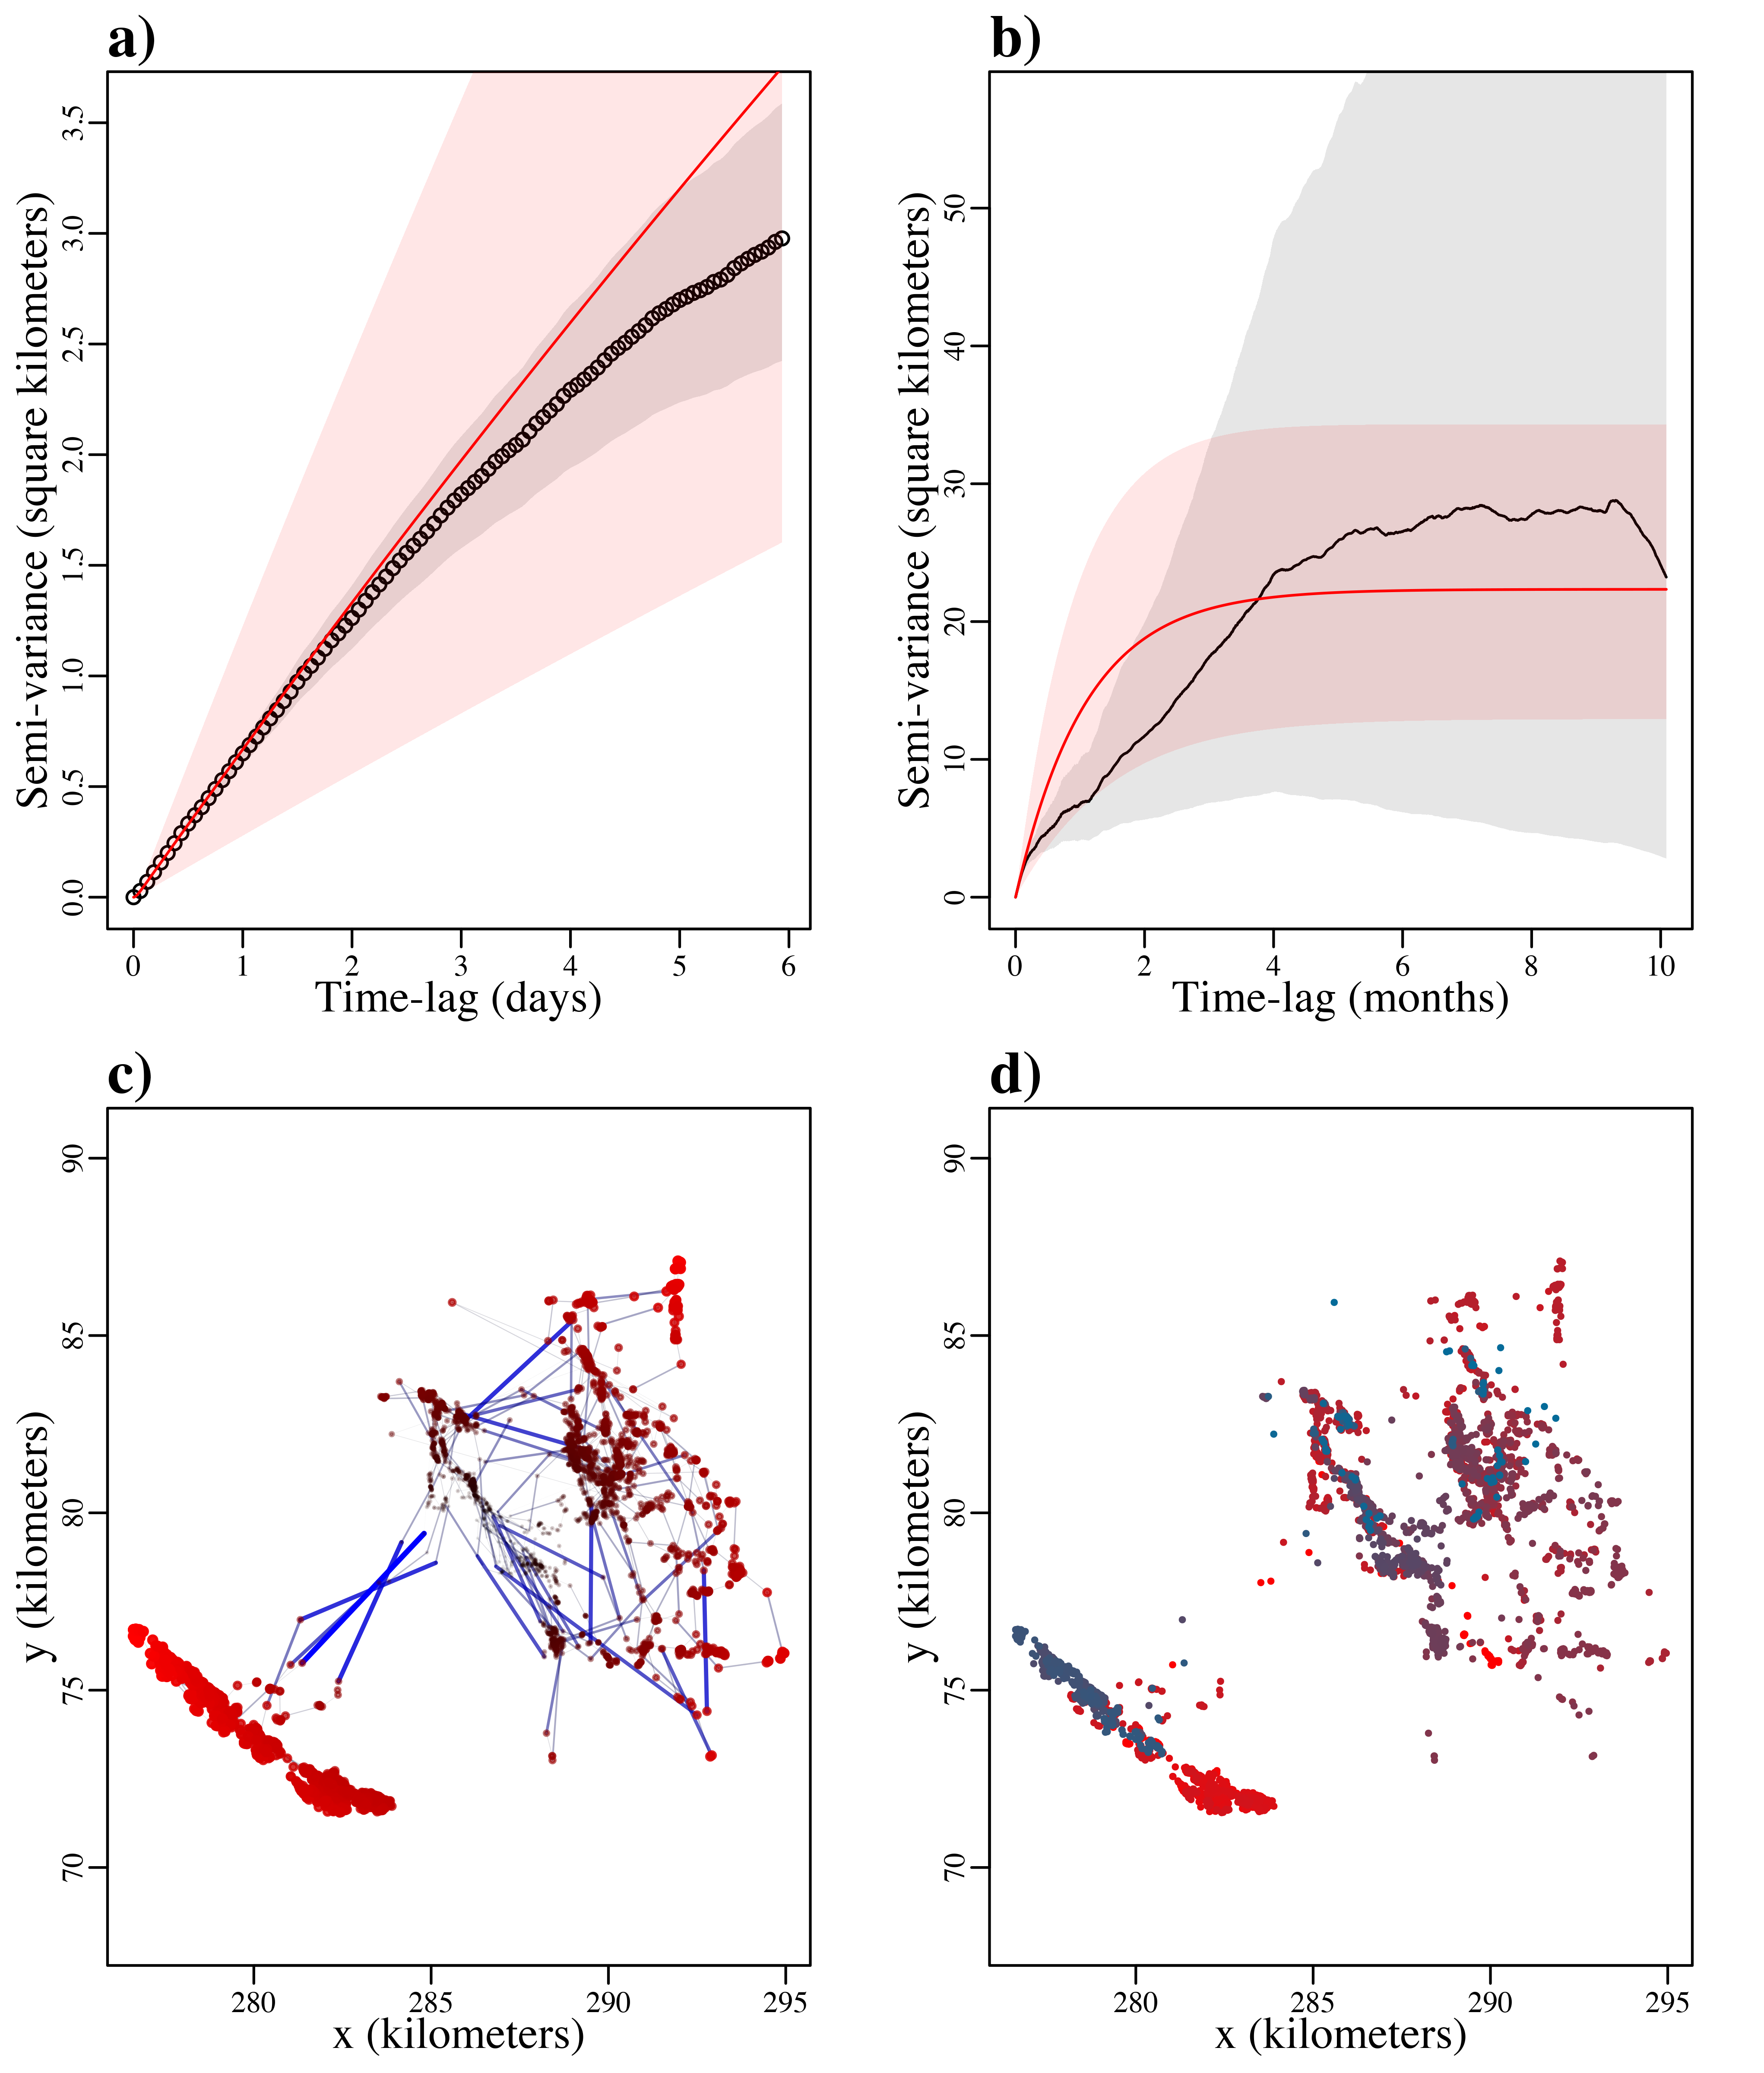 a)
Semi-variance (square kilometers)
0.0 0.5 1.0 1.5 2.0 2.5 3.0 3.5
0 1 2 3 4 5 6
Time-lag (days)
b)
Semi-variance (square kilometers)
0 10 20 30 40 50
0 2 4 6 8 10
Time-lag (months)
c)
y (kilometers)
70 75 80 85 90
280 285 290 295
x (kilometers)
d)
y (kilometers)
70 75 80 85 90
280 285 290 295
x (kilometers)